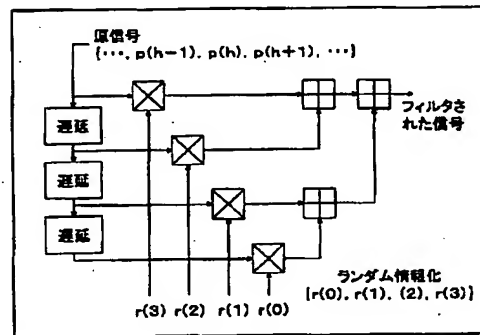 原信号
{…, p(h−1), p(h), p(h+1), …}
遅延
遅延
遅延
フィルタさ
れた信号
ランダム情報化
[r(0), r(1), (2), r(3)}
r(3) r(2) r(1) r(0)